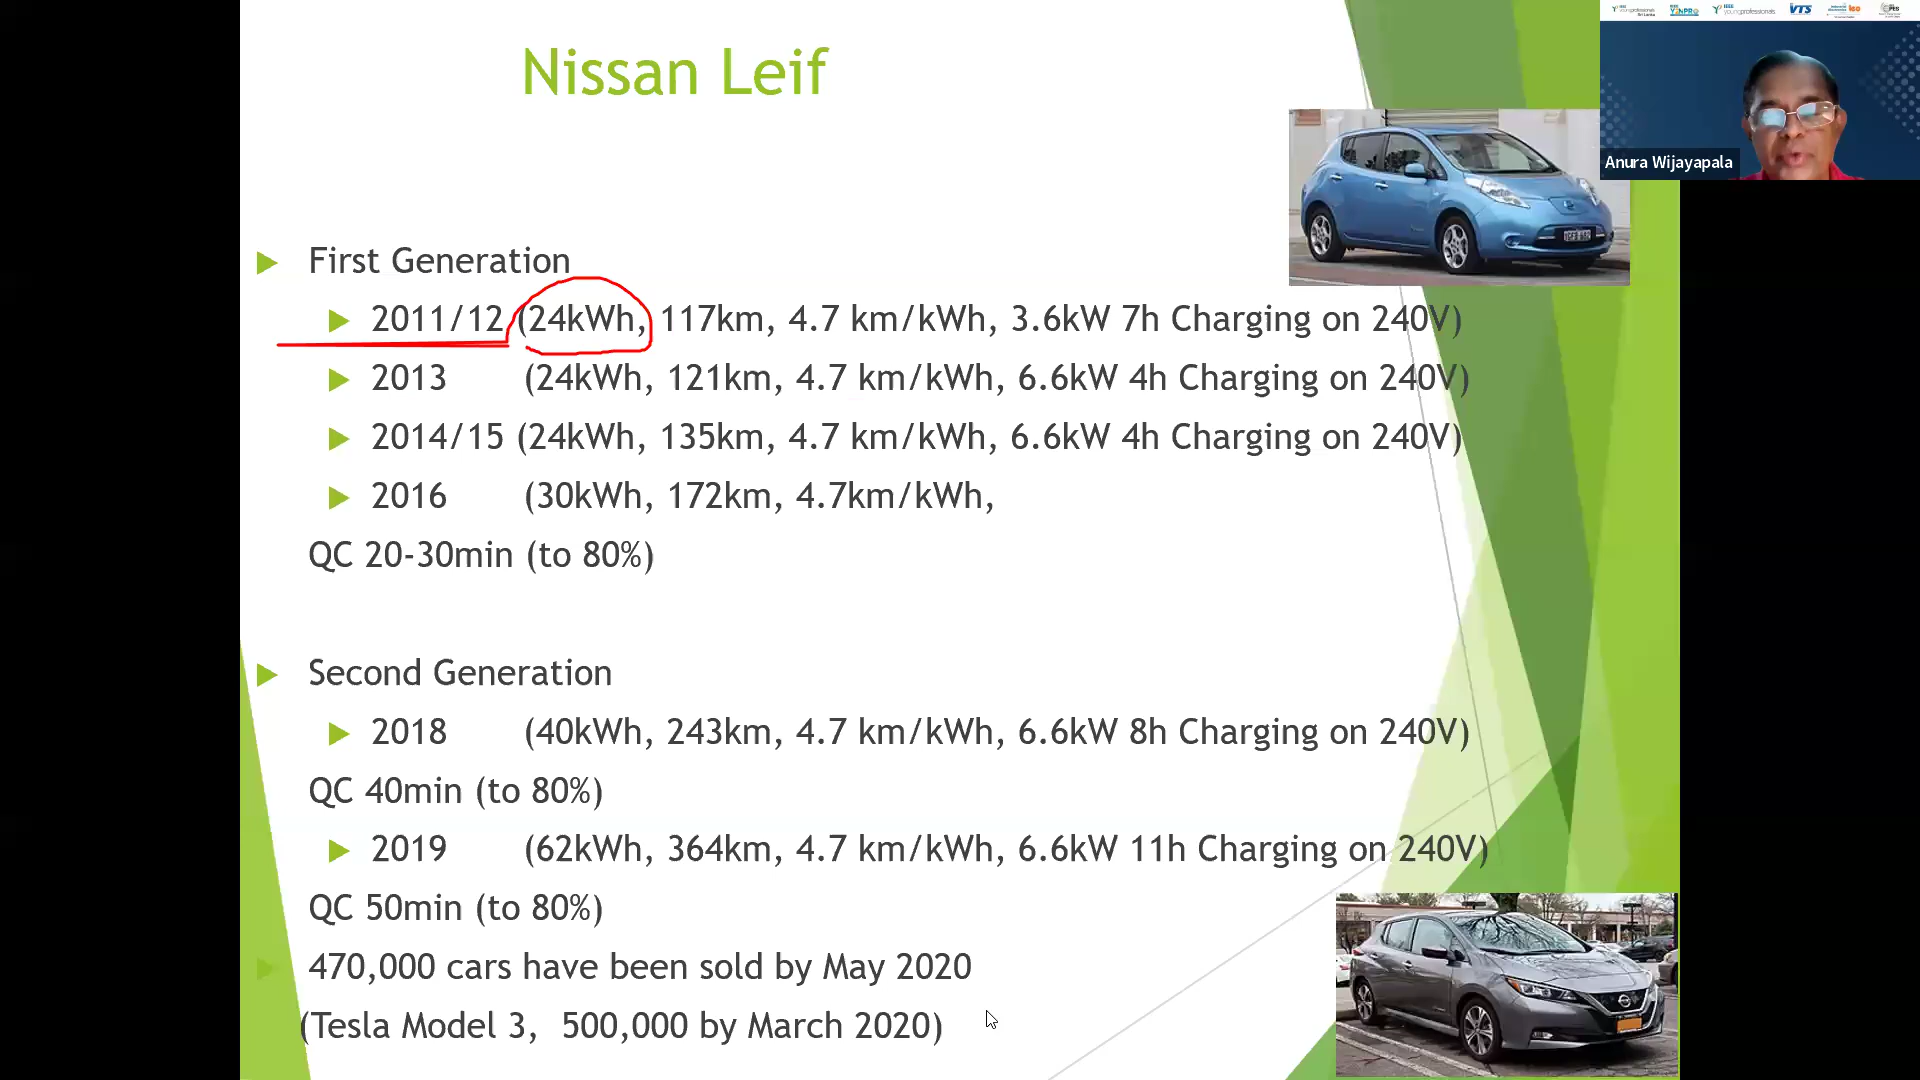 Nissan Leif
VTS
Anura Wijayapala
First Generation
2011/12 (24kWh, 117km, 4.7 km/kWh, 3.6kW 7h Charging on 240V)
2013 (24kWh, 121km, 4.7 km/kWh, 6.6kW 4h Charging on 240V)
2014/15 (24kWh, 135km, 4.7 km/kWh, 6.6kW 4h Charging on 240V)
2016 (30kWh, 172km, 4.7km/kWh,
QC 20-30min (to 80%)
Second Generation
2018 (40kWh, 243km, 4.7 km/kWh, 6.6kW 8h Charging on 240V)
QC 40min (to 80%)
2019 (62kWh, 364km, 4.7 km/kWh, 6.6kW 11h Charging on 240V)
QC 50min (to 80%)
470,000 cars have been sold by May 2020
(Tesla Model 3, 500,000 by March 2020)